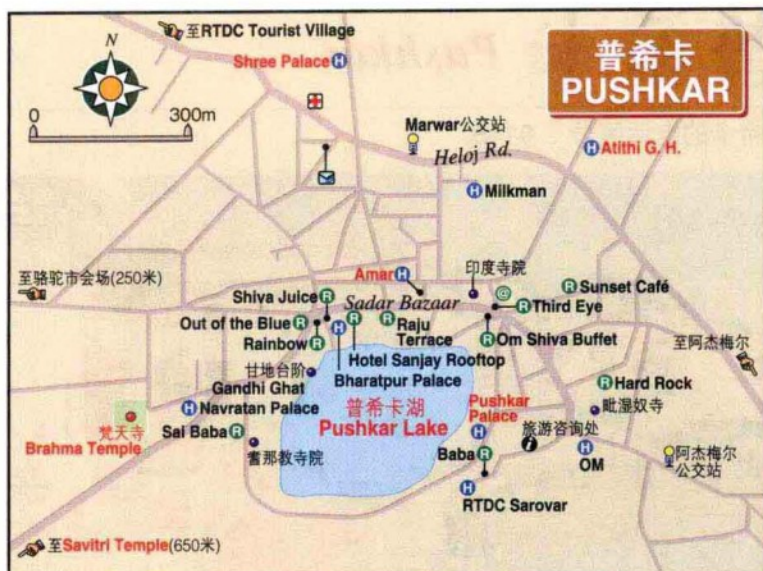 至RTDC Tourist Village
普希卡
PUSHKAR
N
Shree Palace H
0 300m
Marwar公交站
Heloj Rd.
H Atithi G. H.
H Milkman
至骆驼市会场(250米)
Amar H
印度寺院
@
R Sunset Café
Shiva Juice R
Sadar Bazaar
R Third Eye
Out of the Blue R
R Raju
Terrace
Rainbow R
H
R
R Om Shiva Buffet
至阿杰梅尔
Hotel Sanjay Rooftop
甘地台阶
Gandhi Ghat
Bharatpur Palace
R Hard Rock
H Navratan Palace
普希卡湖
Pushkar Lake
Pushkar
Palace
H
毗湿奴寺
梵天寺
Brahma Temple
Sai Baba R
旅游咨询处
i
Baba R
耆那教寺院
H
OM
阿杰梅尔
公交站
H
RTDC Sarovar
至Savitri Temple(650米)